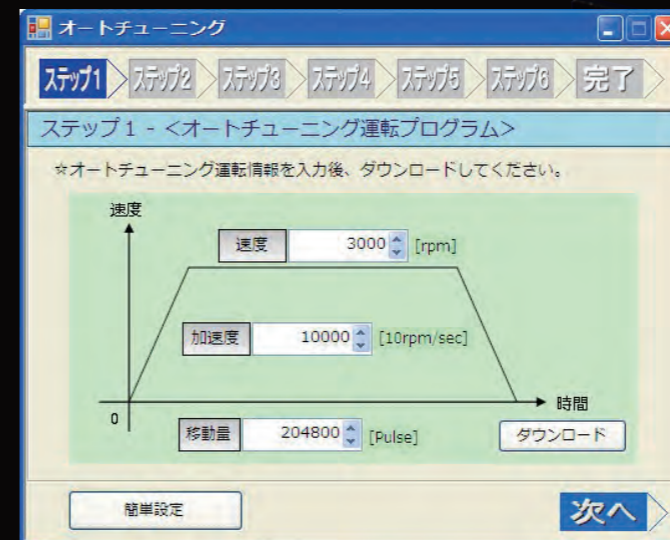 オートチューニング
ステップ1 ステップ2 ステップ3 ステップ4 ステップ5 ステップ6 完了
ステップ1 - <オートチューニング運転プログラム>
☆オートチューニング運転情報を入力後、ダウンロードしてください。
速度
速度 3000 [rpm]
加速度 10000 [10rpm/sec]
時間
0
移動量 204800 [Pulse]
ダウンロード
簡単設定
次へ